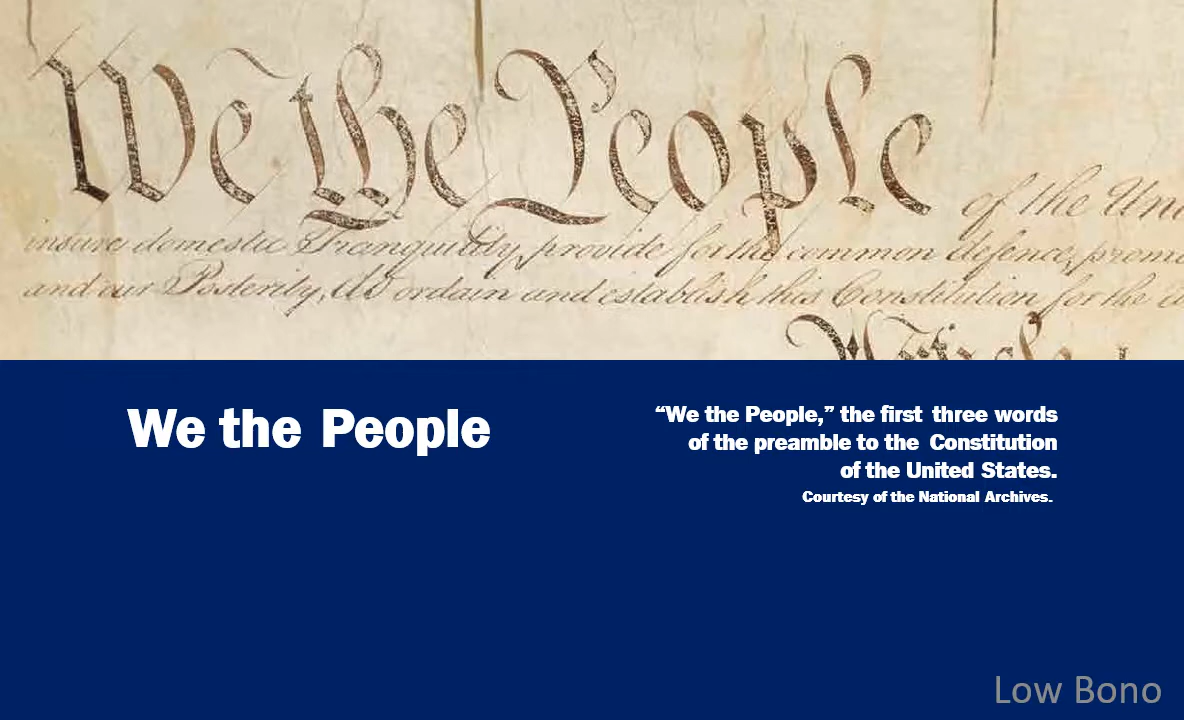 We the People of the Uni
insure domestic Tranquility, provide for the common defence, promo
and our Posterity, do ordain and establish this Constitution for the U
We the People
“We the People,” the first three words
of the preamble to the Constitution
of the United States.
Courtesy of the National Archives.
Low Bono